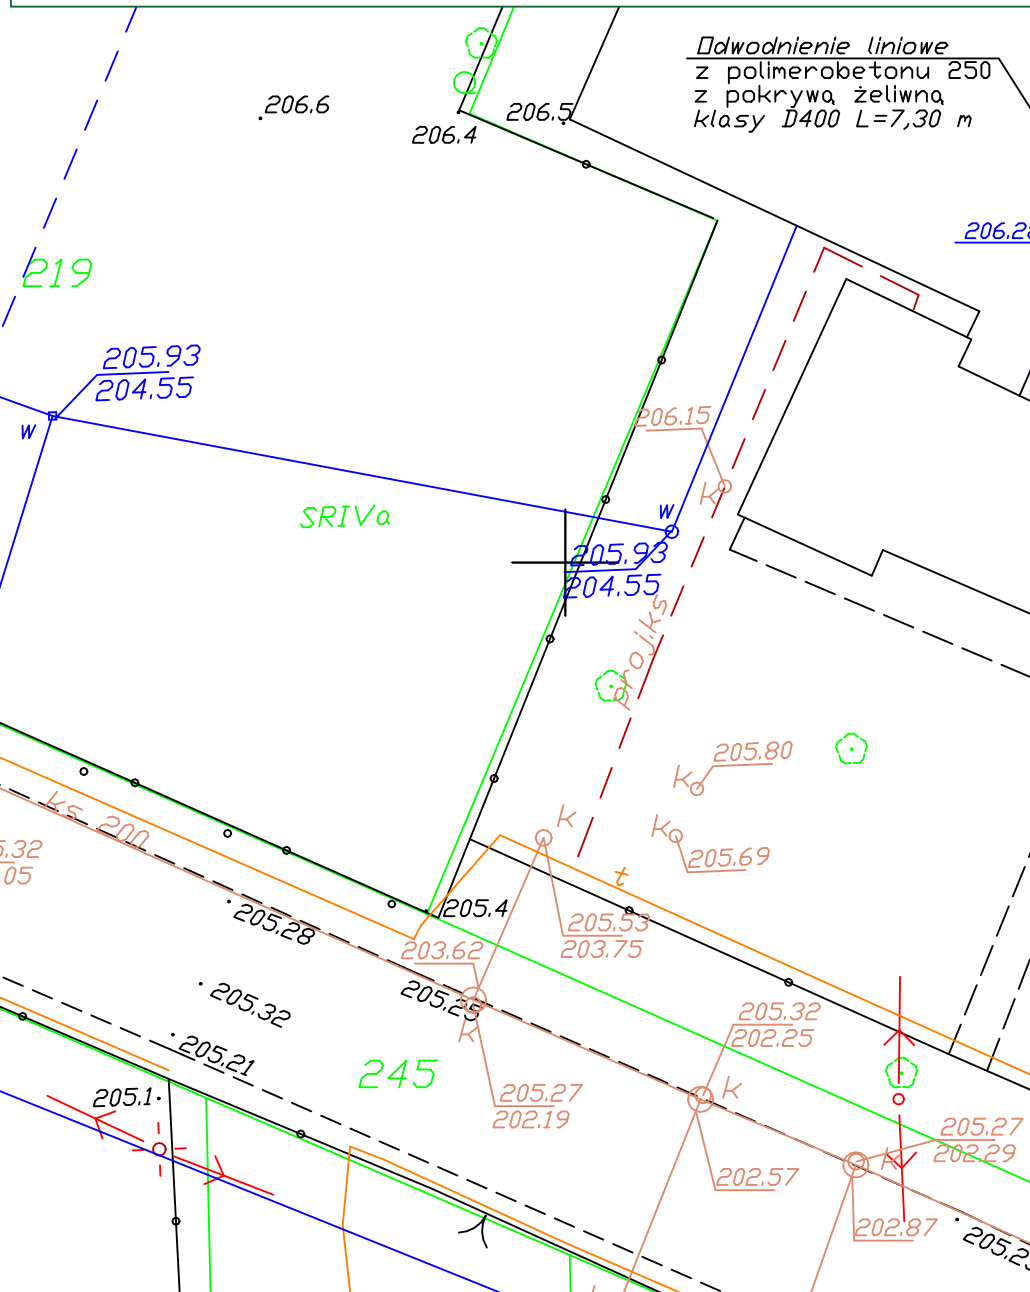 Odwodnienie liniowe
z polimerobetonu 250
z pokrywą żeliwną
klasy D400 L=7,30 m
206.6
206.5
206.4
219
205.93
204.55
w
206.15
k
SRIVa
w
205.93
204.55
proj.ks
205.80
k
k
205.69
ks 200
k
t
205.4
205.53
203.75
205.28
203.62
205.25
k
205.32
205.32
202.25
205.21
245
k
205.1
205.27
202.19
205.27
202.29
k
202.57
202.87